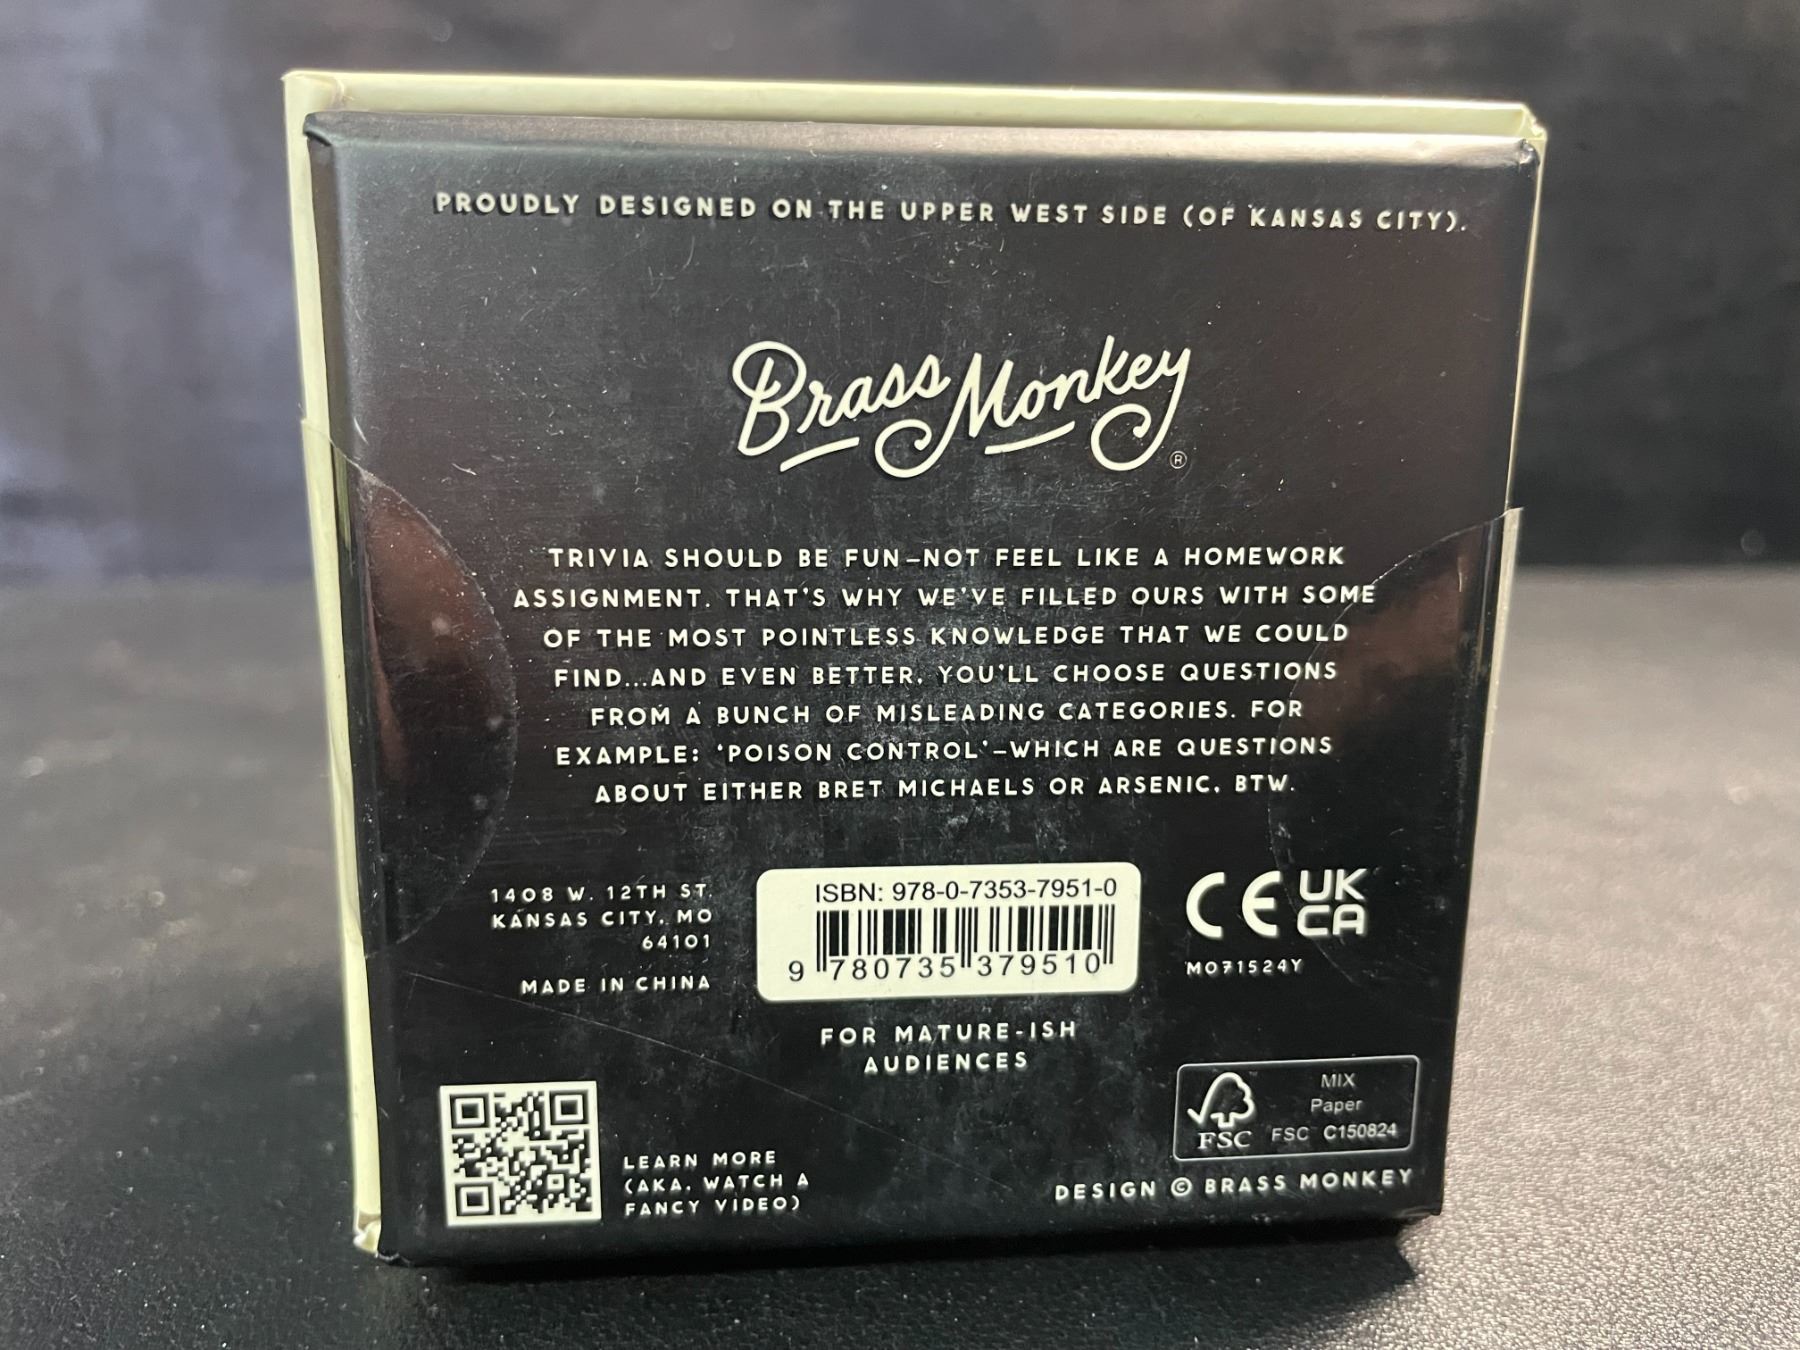 PROUDLY DESIGNED ON THE UPPER WEST SIDE (OF KANSAS CITY).
Brass Monkey ®
TRIVIA SHOULD BE FUN–NOT FEEL LIKE A HOMEWORK
ASSIGNMENT. THAT'S WHY WE'VE FILLED OURS WITH SOME
OF THE MOST POINTLESS KNOWLEDGE THAT WE COULD
FIND...AND EVEN BETTER, YOU'LL CHOOSE QUESTIONS
FROM A BUNCH OF MISLEADING CATEGORIES. FOR
EXAMPLE: 'POISON CONTROL'–WHICH ARE QUESTIONS
ABOUT EITHER BRET MICHAELS OR ARSENIC, BTW.
1408 W. 12TH ST.
KANSAS CITY, MO
64101
MADE IN CHINA
ISBN: 978-0-7353-7951-0
9 780735 379510
CE UK
CA
M071524Y
FOR MATURE-ISH
AUDIENCES
LEARN MORE
(AKA, WATCH A
FANCY VIDEO)
MIX
Paper
FSC FSC C150824
DESIGN © BRASS MONKEY